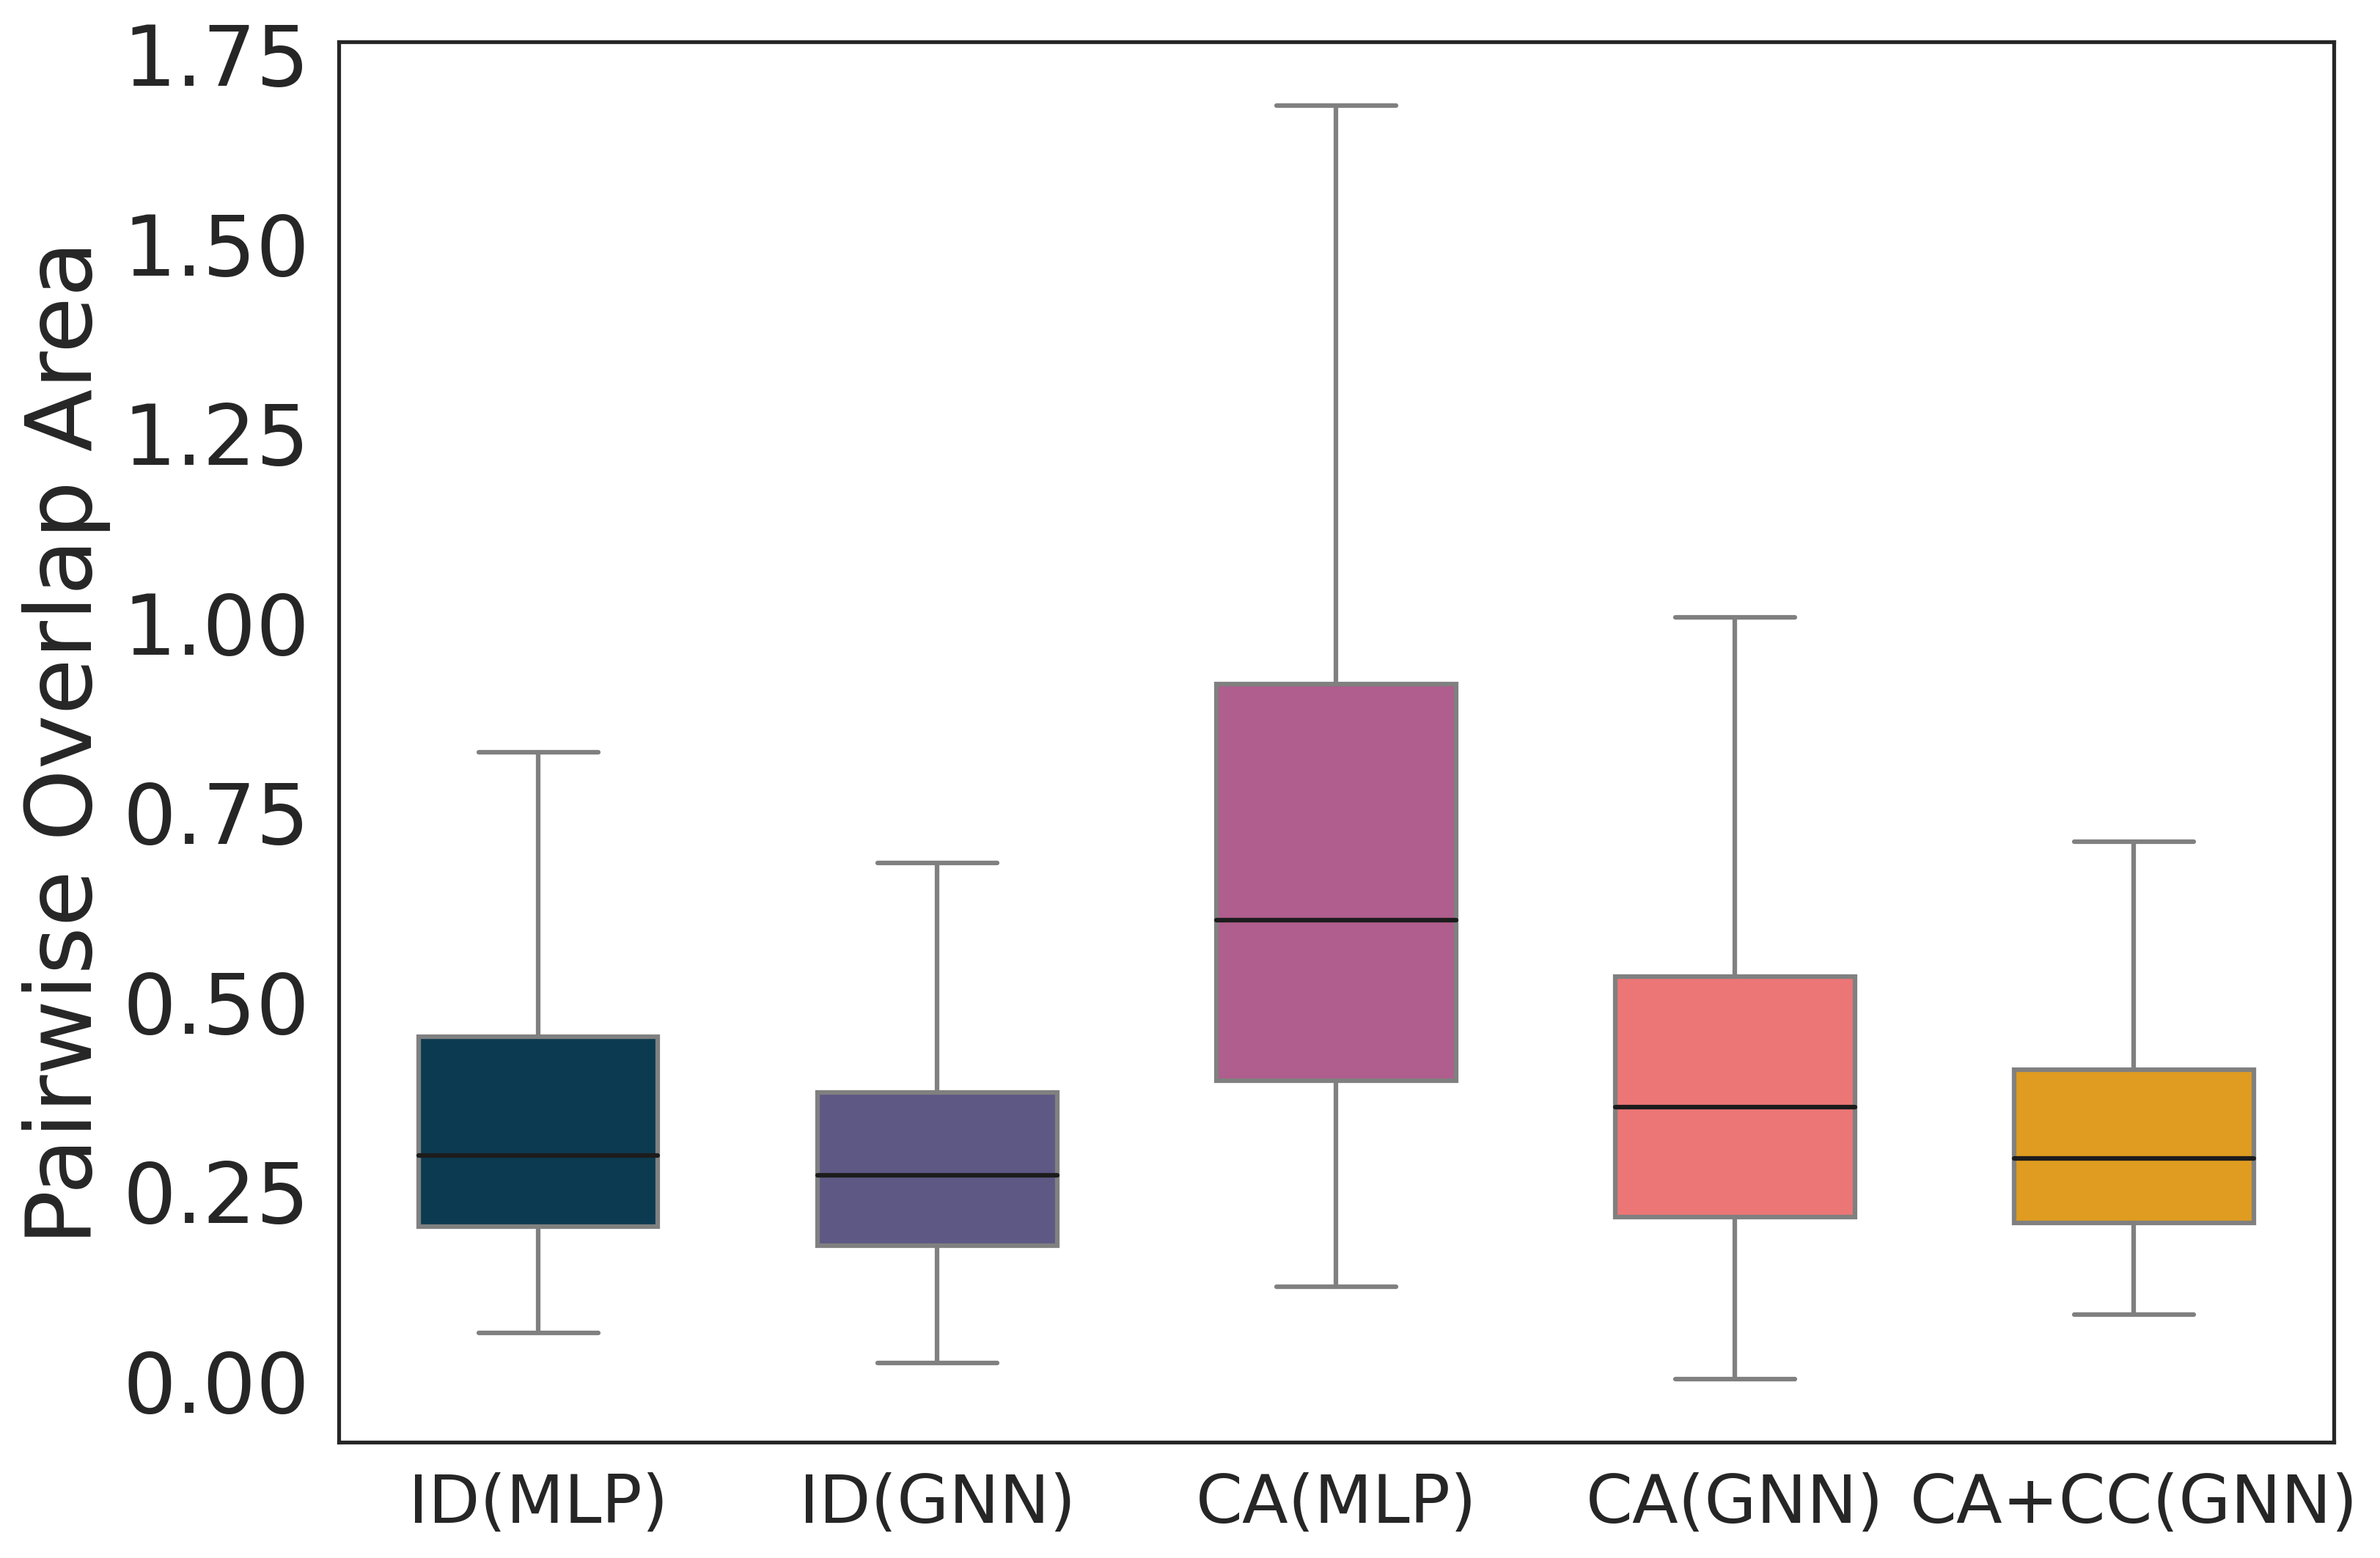 Pairwise Overlap Area
1.75
1.50
1.25
1.00
0.75
0.50
0.25
0.00
ID(MLP)
ID(GNN)
CA(MLP)
CA(GNN)
CA+CC(GNN)